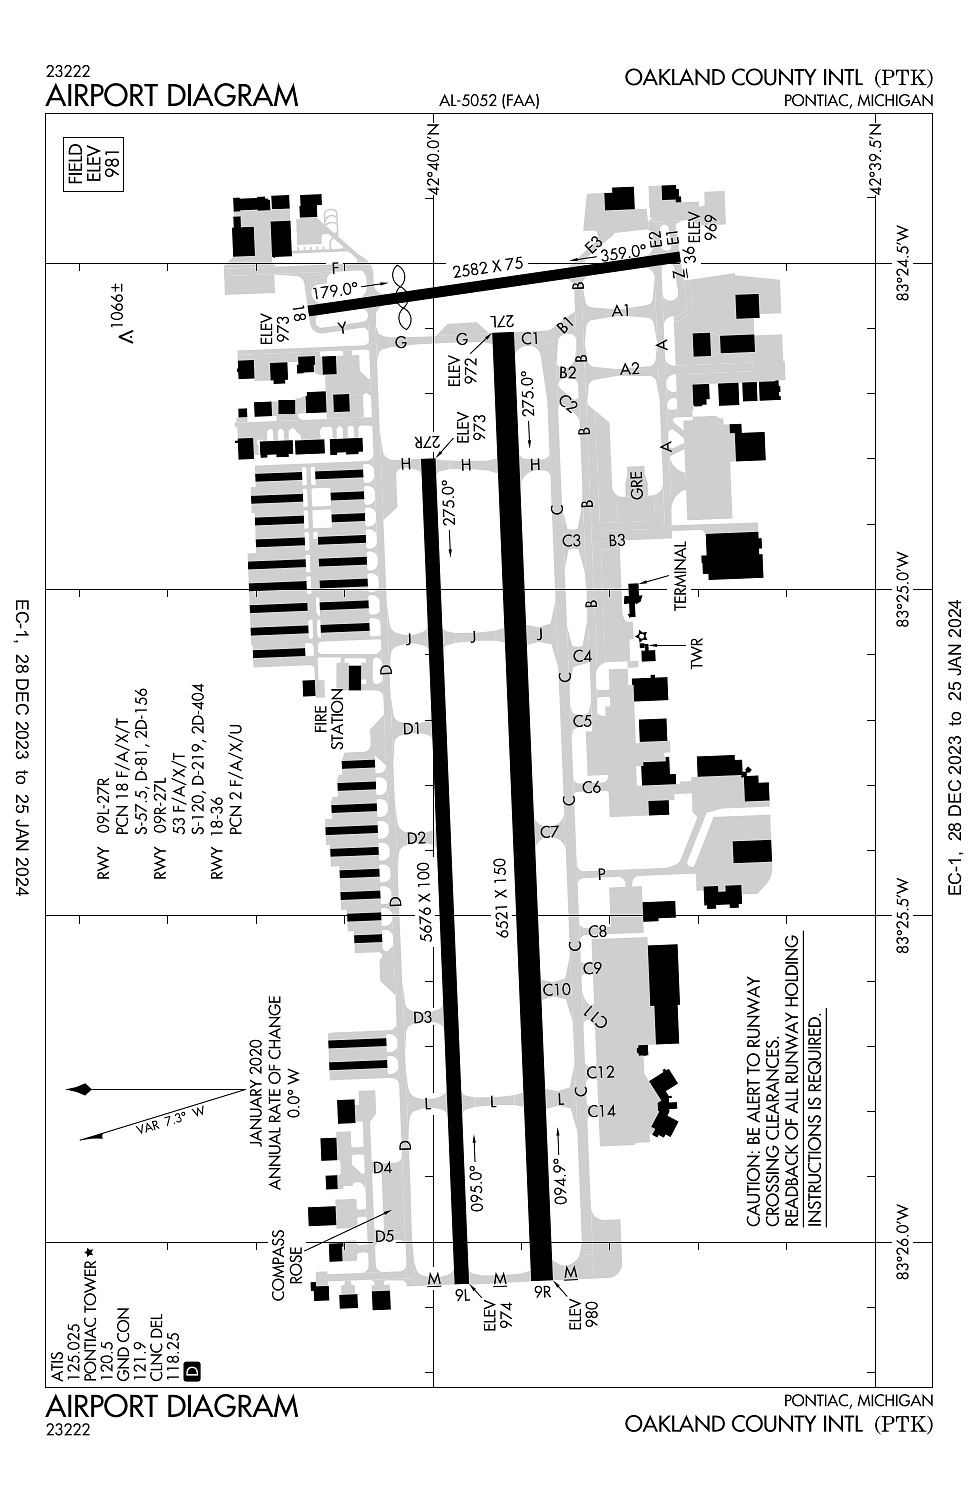 23222
AIRPORT DIAGRAM
AL-5052 (FAA)
OAKLAND COUNTY INTL (PTK)
PONTIAC, MICHIGAN
FIELD
ELEV
981
42°40.0'N
42°39.5'N
83°24.5'W
83°25.0'W
83°25.5'W
83°26.0'W
1066±
F
179.0°
2582 X 75
359.0°
E3
E2
E1
ELEV
969
36
Z
18
ELEV
973
Y
G
G
27L
C1
B1
B
A1
A
ELEV
972
B
B2
A2
C2
275.0°
27R
ELEV
973
B
A
H
H
H
275.0°
GRE
C
B
C3
B3
TERMINAL
B
J
J
J
TWR
C4
C
D
FIRE
STATION
D1
C5
C6
C
D2
C7
P
D
5676 X 100
6521 X 150
C8
C
C9
C10
C11
D3
C12
C
C14
L
L
L
D
D4
D5
095.0°
094.9°
COMPASS
ROSE
M
M
M
9L
9R
ELEV
974
ELEV
980
RWY 09L-27R
PCN 18 F/A/X/T
S-57.5, D-81, 2D-156
RWY 09R-27L
53 F/A/X/T
S-120, D-219, 2D-404
RWY 18-36
PCN 2 F/A/X/U
VAR 7.3° W
JANUARY 2020
ANNUAL RATE OF CHANGE
0.0° W
CAUTION: BE ALERT TO RUNWAY
CROSSING CLEARANCES.
READBACK OF ALL RUNWAY HOLDING
INSTRUCTIONS IS REQUIRED.
ATIS
125.025
PONTIAC TOWER★
120.5
GND CON
121.9
CLNC DEL
118.25
D
EC-1, 28 DEC 2023 to 25 JAN 2024
EC-1, 28 DEC 2023 to 25 JAN 2024
AIRPORT DIAGRAM
23222
PONTIAC, MICHIGAN
OAKLAND COUNTY INTL (PTK)